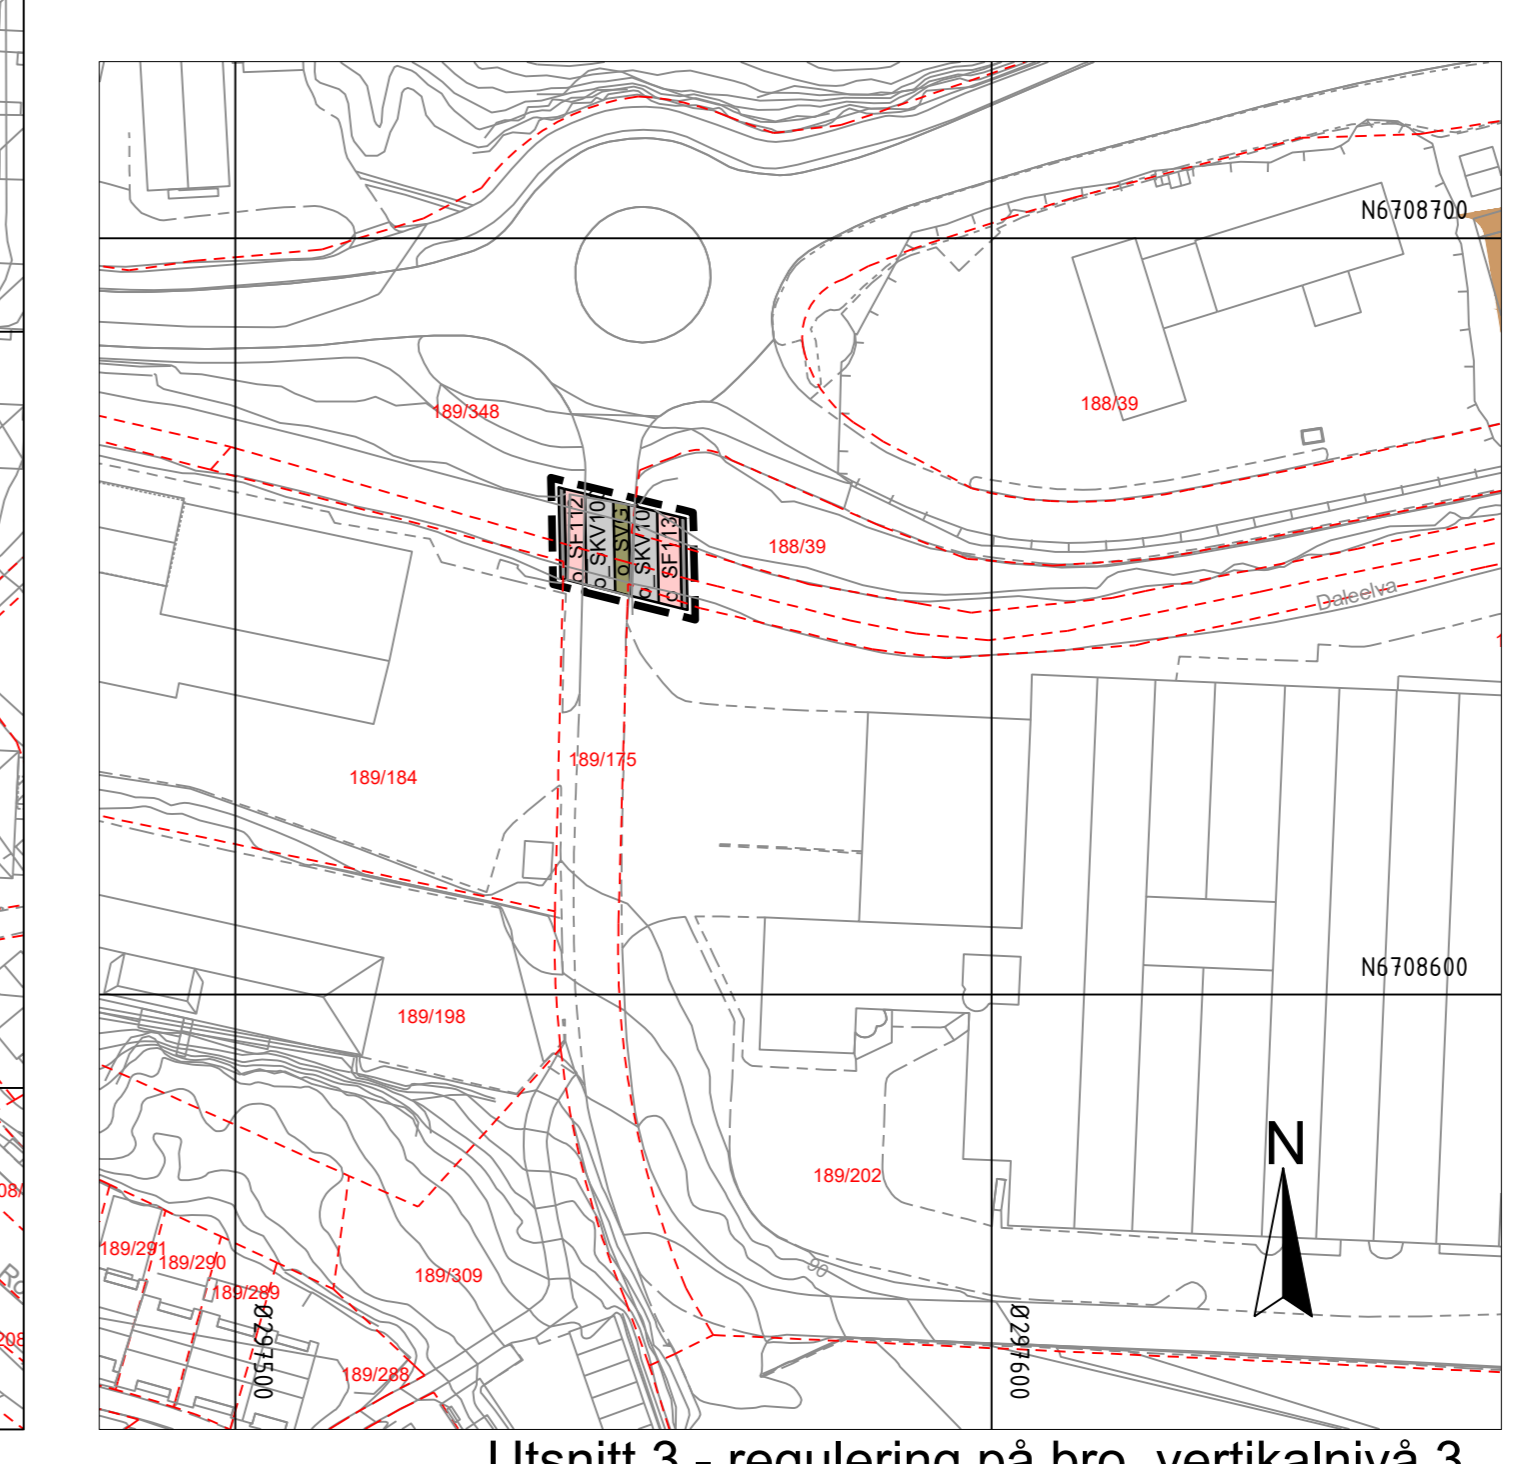 N6708700
189/348
188/39
o_SF112
o_SKV10
o_SVG
o_SKV10
o_SF113
188/39
Daleelva
189/184
189/175
N6708600
189/198
N
189/202
189/291
189/290
189/289
189/309
90
189/288
Ø297500
Ø297600
Utsnitt 3 - regulering på bro, vertikalnivå 3